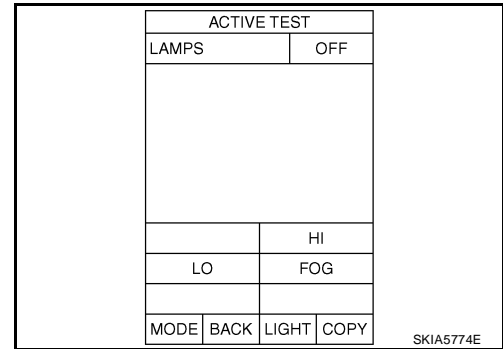 ACTIVE TEST
LAMPS OFF
HI
LO FOG
MODE BACK LIGHT COPY
SKIA5774E